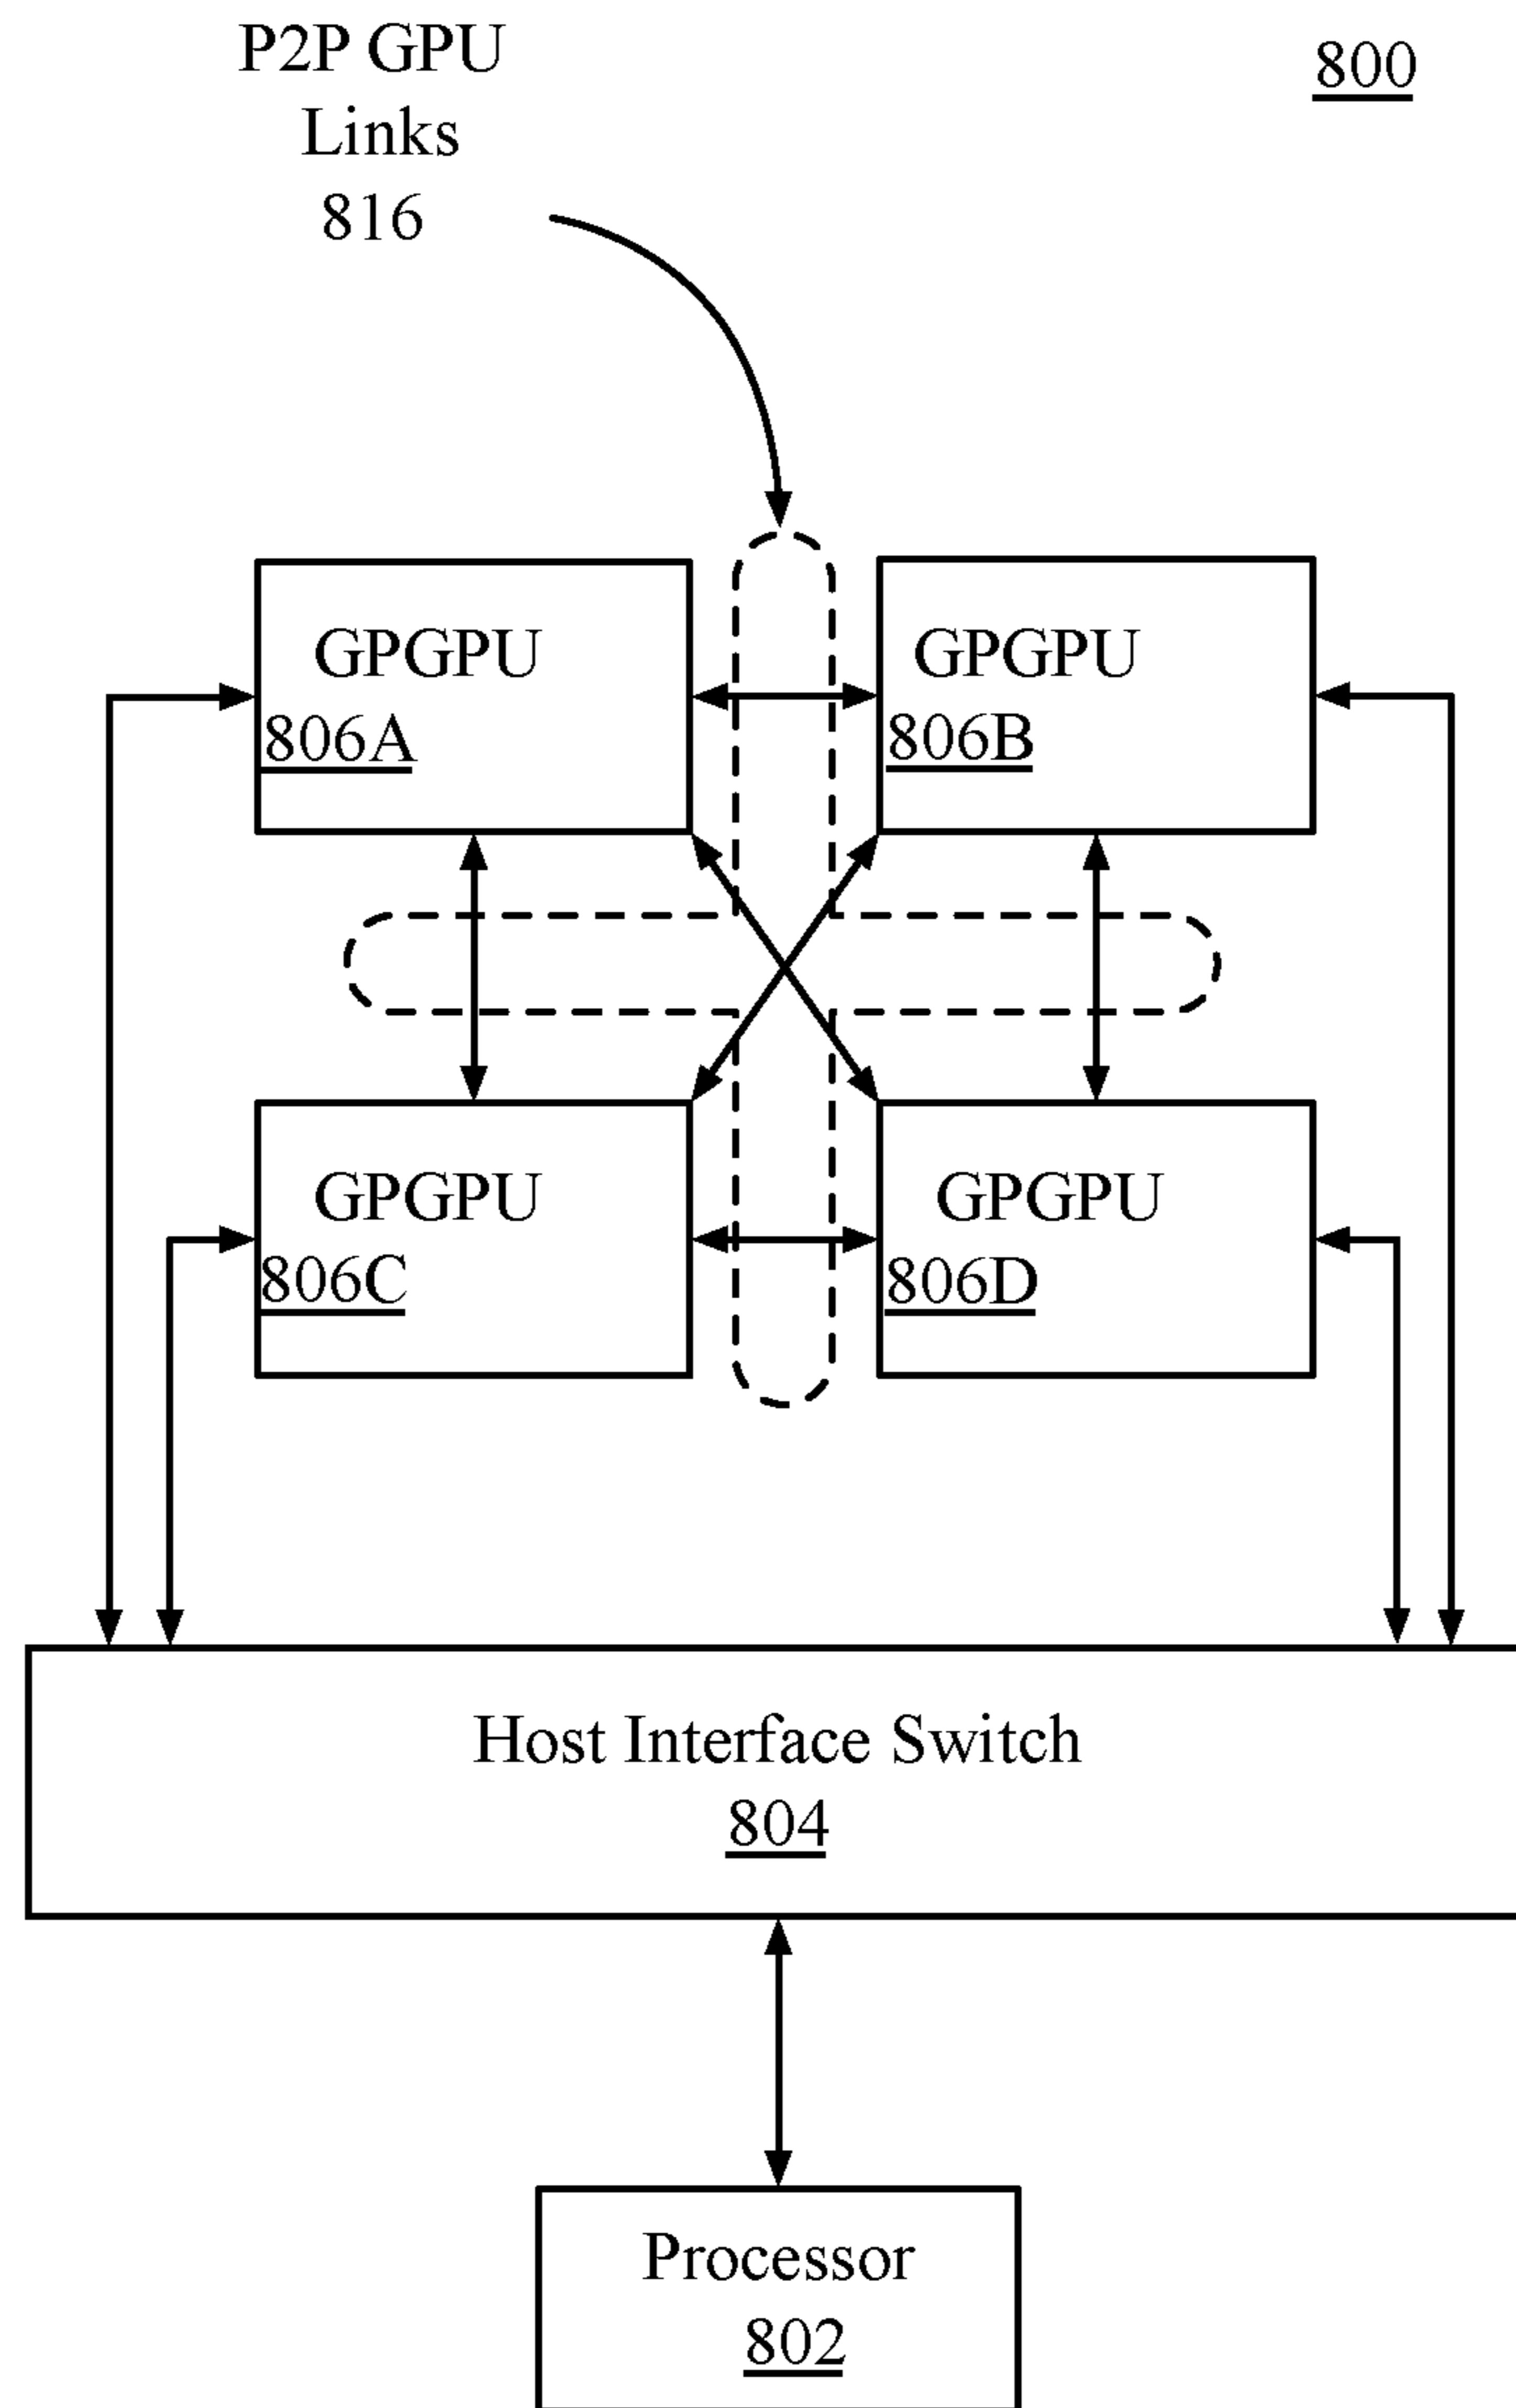 P2P GPU
Links
816
800
GPGPU
806A
GPGPU
806B
GPGPU
806C
GPGPU
806D
Host Interface Switch
804
Processor
802